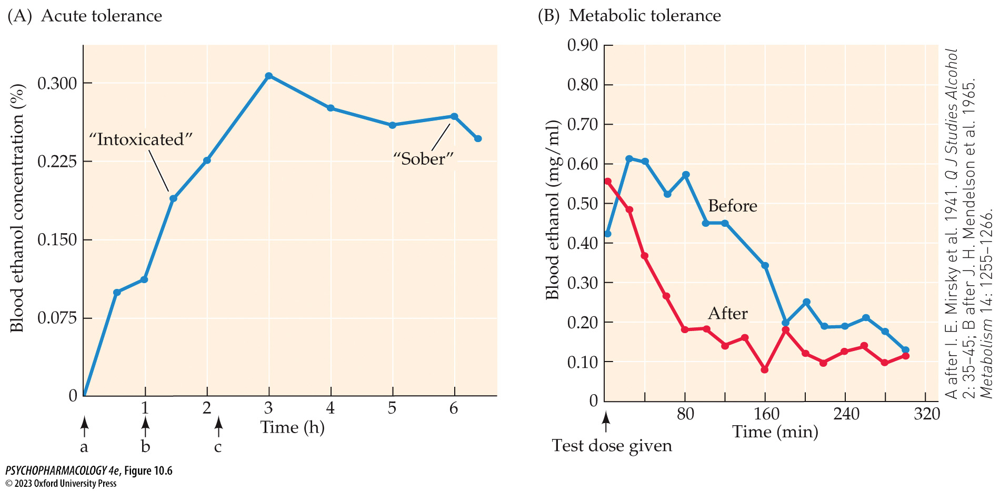 (A) Acute tolerance
Blood ethanol concentration (%)
0.300
0.225
0.150
0.075
0
“Intoxicated”
“Sober”
1 2 3 4 5 6
Time (h)
a b c
(B) Metabolic tolerance
Blood ethanol (mg/ml)
0.90
0.80
0.70
0.60
0.50
0.40
0.30
0.20
0.10
0
Before
After
80 160 240 320
Time (min)
Test dose given
A after I. E. Mirsky et al. 1941. Q J Studies Alcohol
2: 35–45; B after J. H. Mendelson et al. 1965.
Metabolism 14: 1255–1266.
PSYCHOPHARMACOLOGY 4e, Figure 10.6
© 2023 Oxford University Press